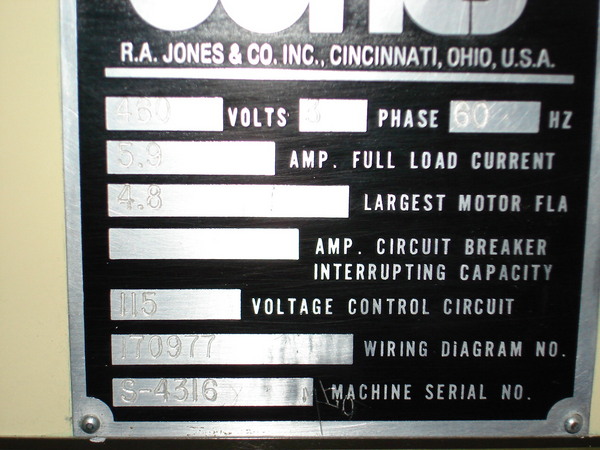 R.A. JONES & CO. INC., CINCINNATI, OHIO, U.S.A.
460 VOLTS 3 PHASE 60 HZ
5.9 AMP. FULL LOAD CURRENT
4.8 LARGEST MOTOR FLA
AMP. CIRCUIT BREAKER
INTERRUPTING CAPACITY
115 VOLTAGE CONTROL CIRCUIT
170977 WIRING DiAGRAM NO.
S-4316 MACHINE SERIAL NO.